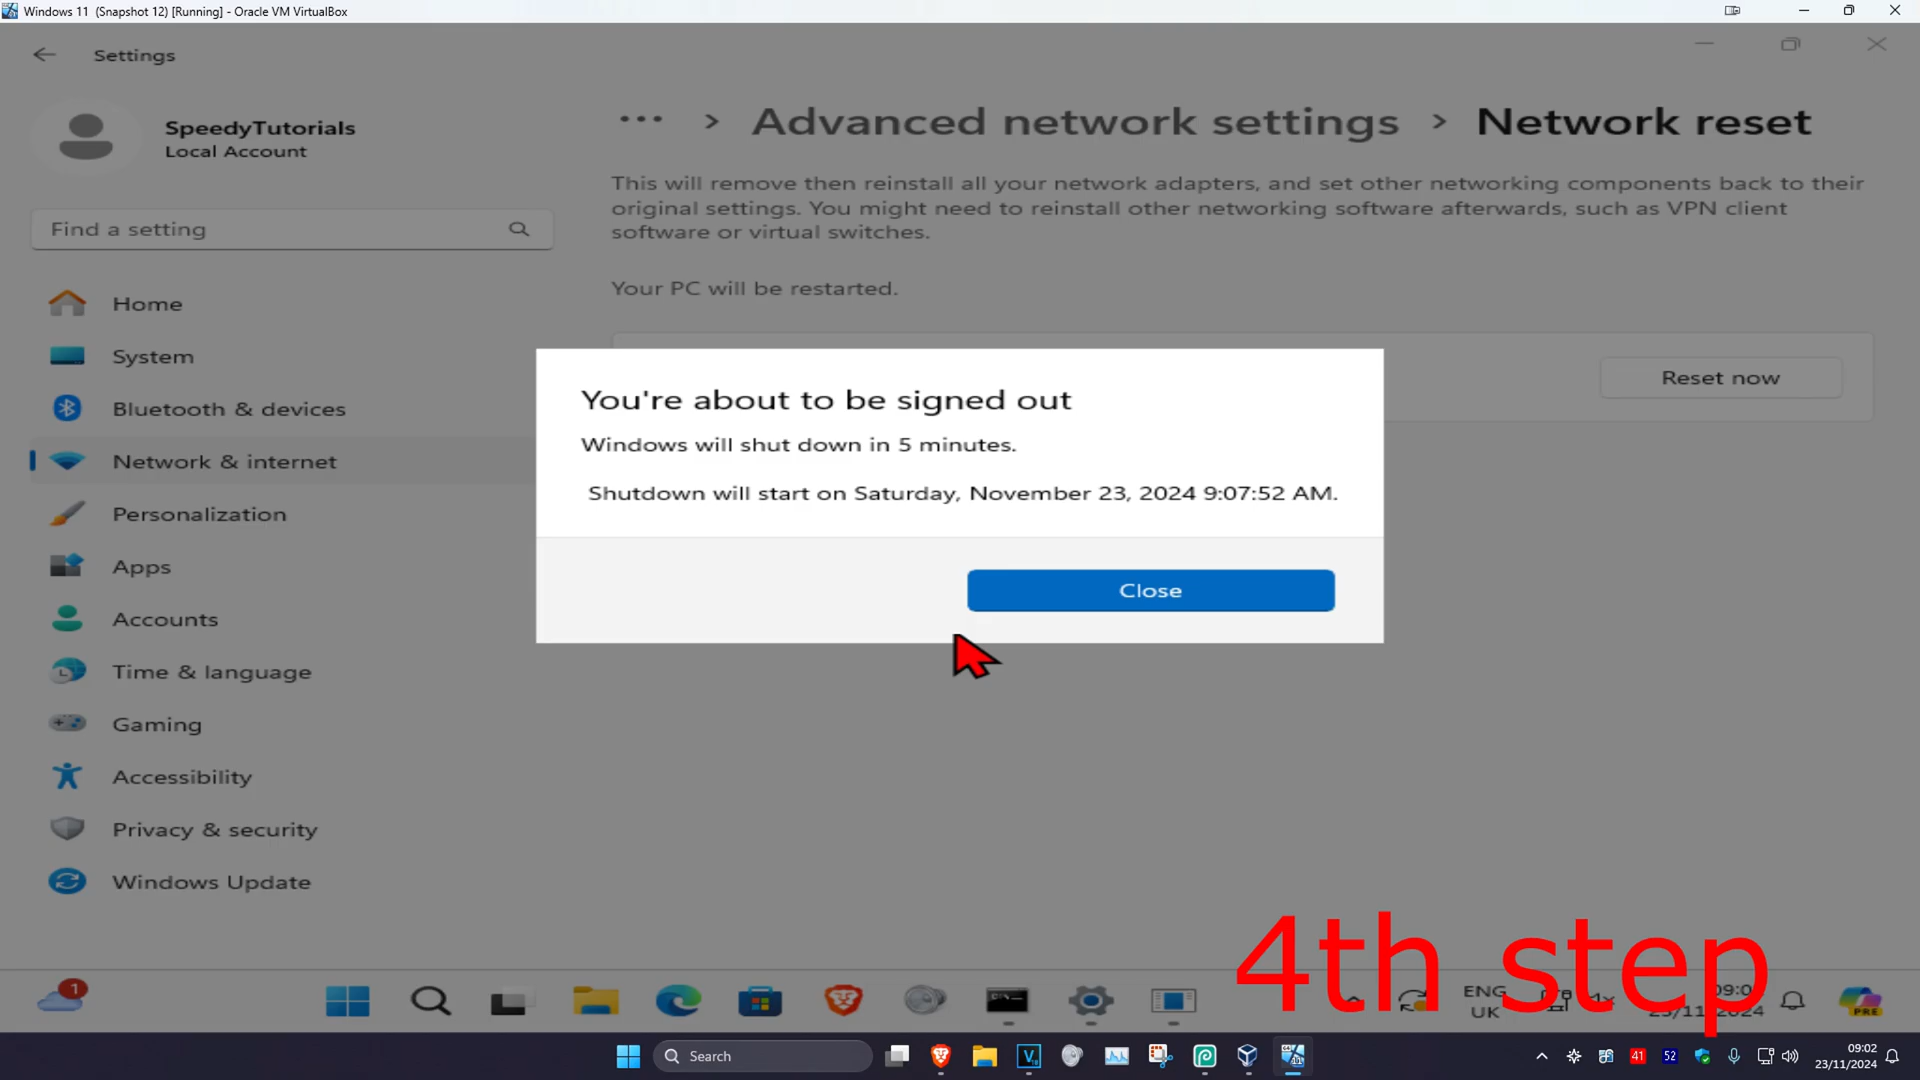 Windows 11 (Snapshot 12) [Running] - Oracle VM VirtualBox
Settings
SpeedyTutorials
Local Account
Find a setting
Home
System
Bluetooth & devices
Network & internet
Personalization
Apps
Accounts
Time & language
Gaming
Accessibility
Privacy & security
Windows Update
... > Advanced network settings > Network reset
This will remove then reinstall all your network adapters, and set other networking components back to their
original settings. You might need to reinstall other networking software afterwards, such as VPN client
software or virtual switches.
Your PC will be restarted.
Reset now
You're about to be signed out
Windows will shut down in 5 minutes.
Shutdown will start on Saturday, November 23, 2024 9:07:52 AM.
Close
4th step
1
ENG
UK
PRE
Search
41
52
09:02
23/11/2024